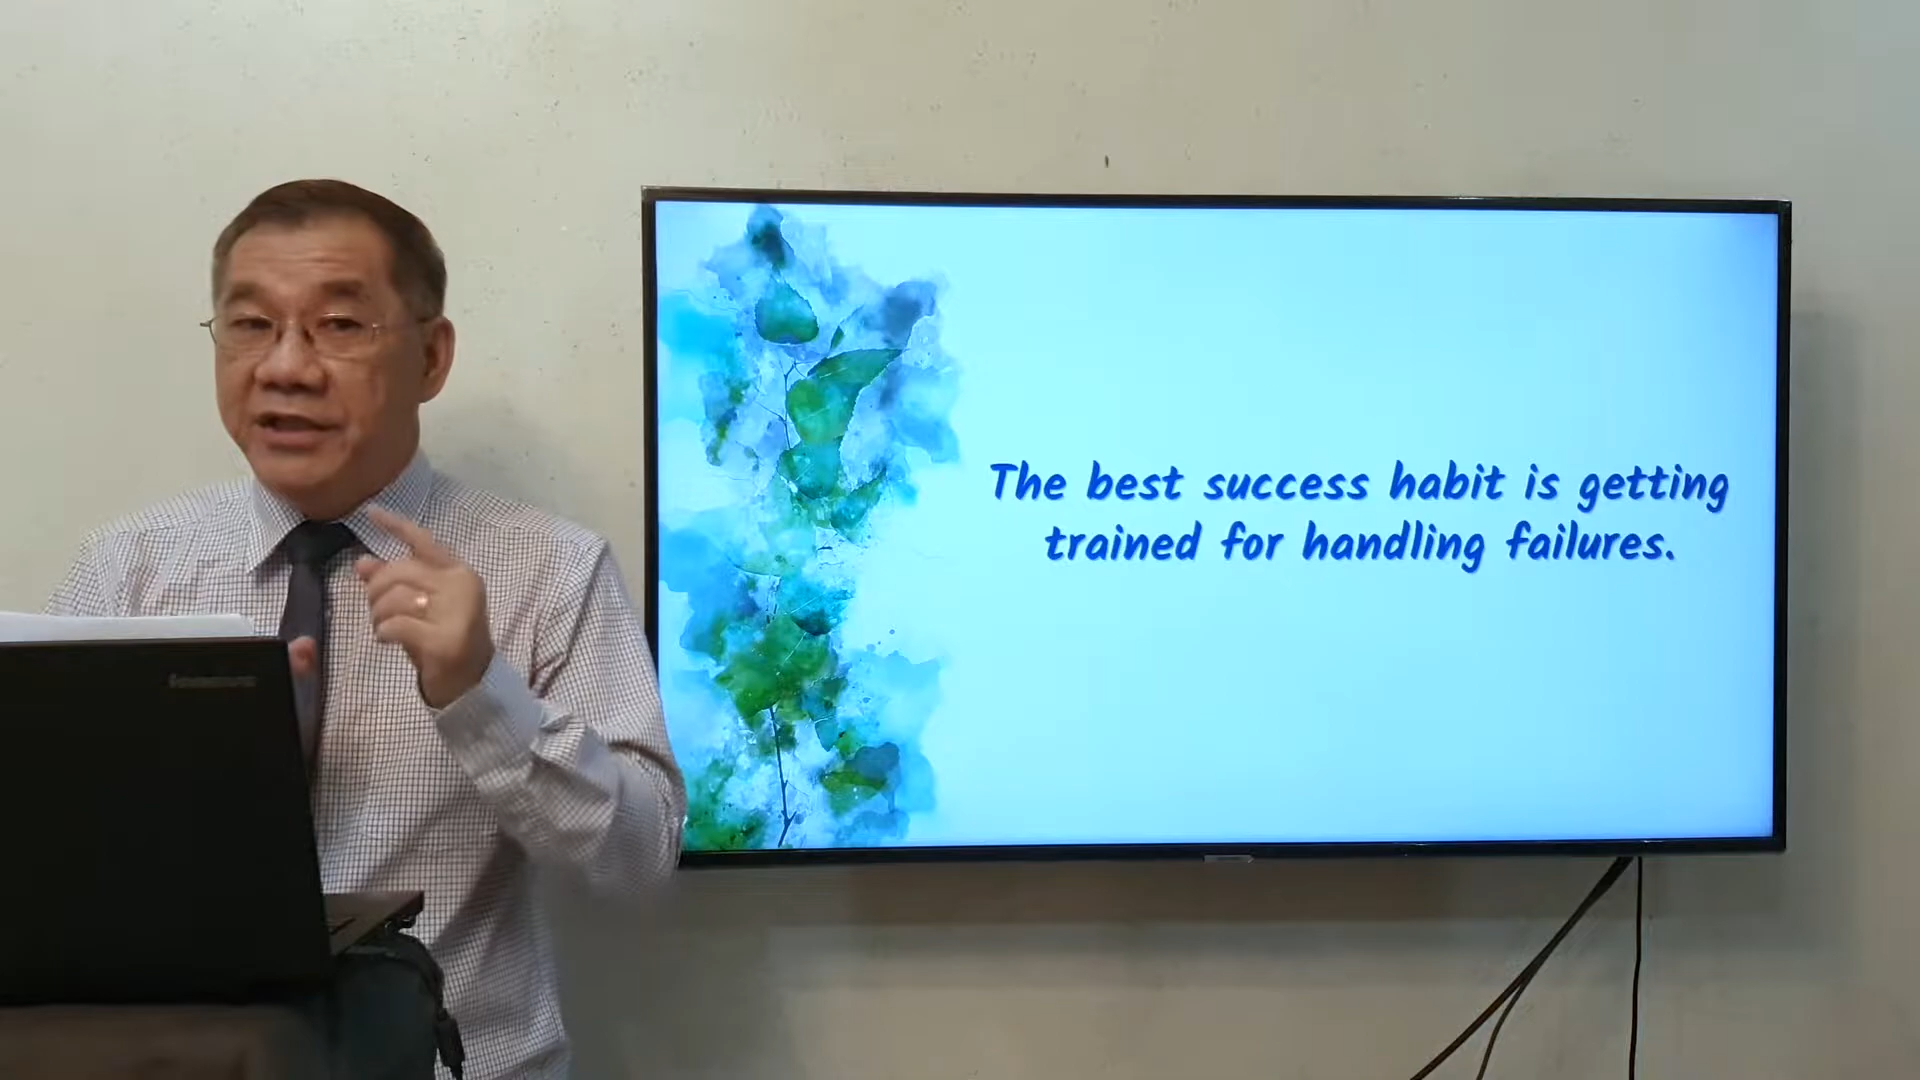 The best success habit is getting
trained for handling failures.